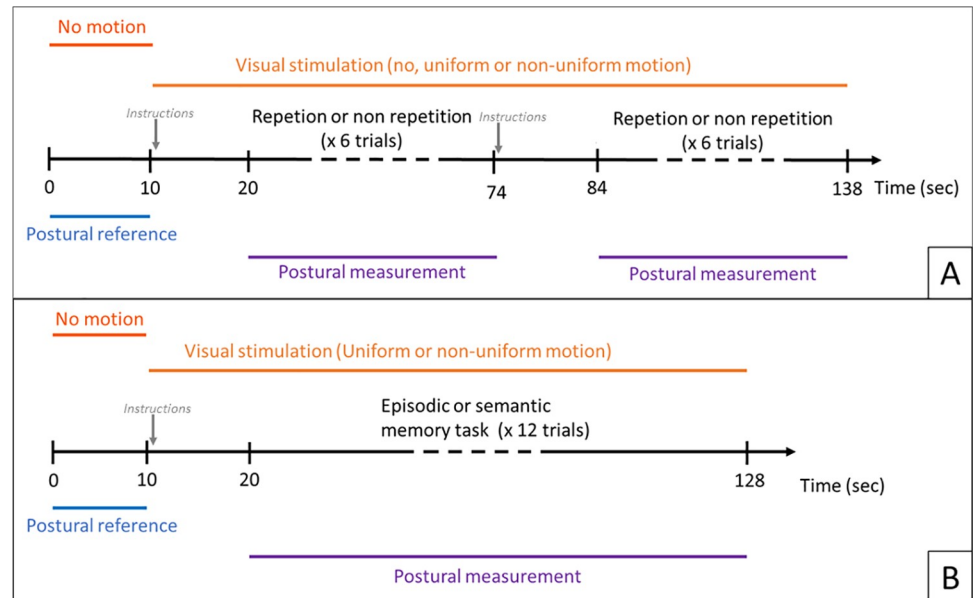 No motion
Visual stimulation (no, uniform or non-uniform motion)
Instructions
Repetion or non repetition
(x 6 trials)
Instructions
Repetion or non repetition
(x 6 trials)
0
10
20
74
84
138
Time (sec)
Postural reference
Postural measurement
Postural measurement
A
No motion
Visual stimulation (Uniform or non-uniform motion)
Instructions
Episodic or semantic
memory task (x 12 trials)
0
10
20
128
Time (sec)
Postural reference
Postural measurement
B